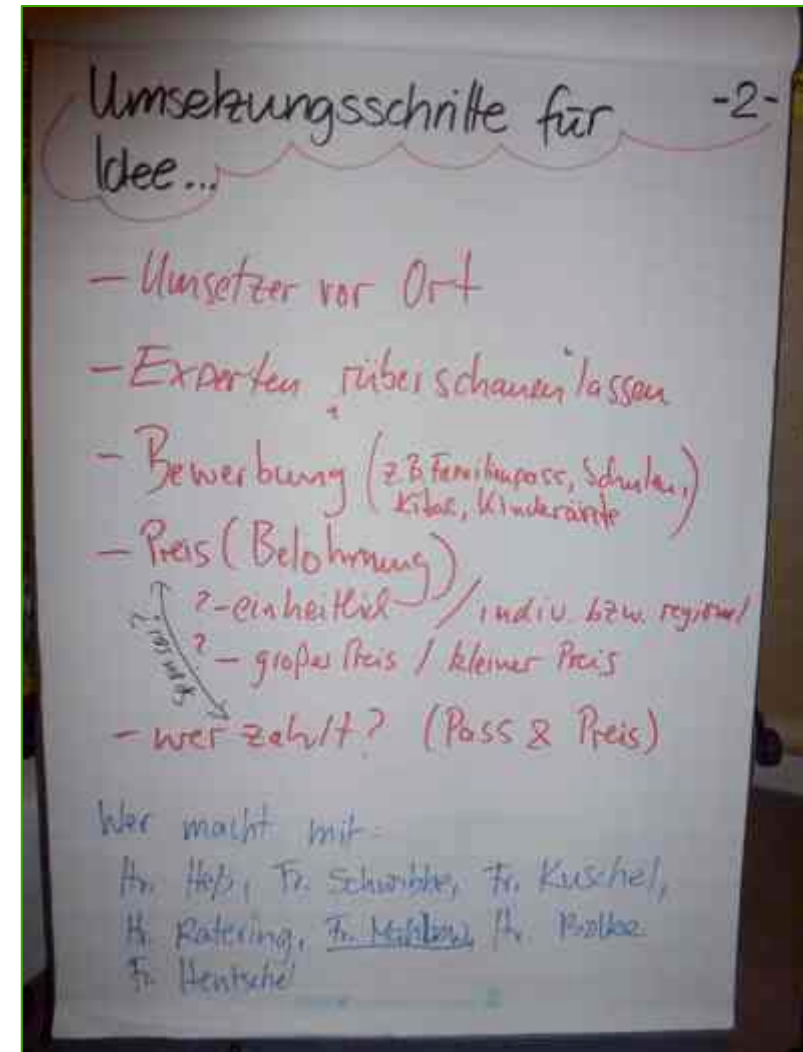 Umsetzungsschritte für -2-
Idee...
- Umsetzer vor Ort
- Experten rüberschauen lassen
- Bewerbung (z.B. Familienpass, Schulen,
Kitas, Kinderärzte)
- Preis (Belohnung)
? - einheitlich / indiv. bzw. regional
? - großer Preis / kleiner Preis
- wer zahlt? (Pass & Preis)
Wer macht mit:
Hr. Heß, Fr. Schwibbe, Fr. Kuschel,
Hr. Ratering, Fr. Hr.
Fr. Hentschel